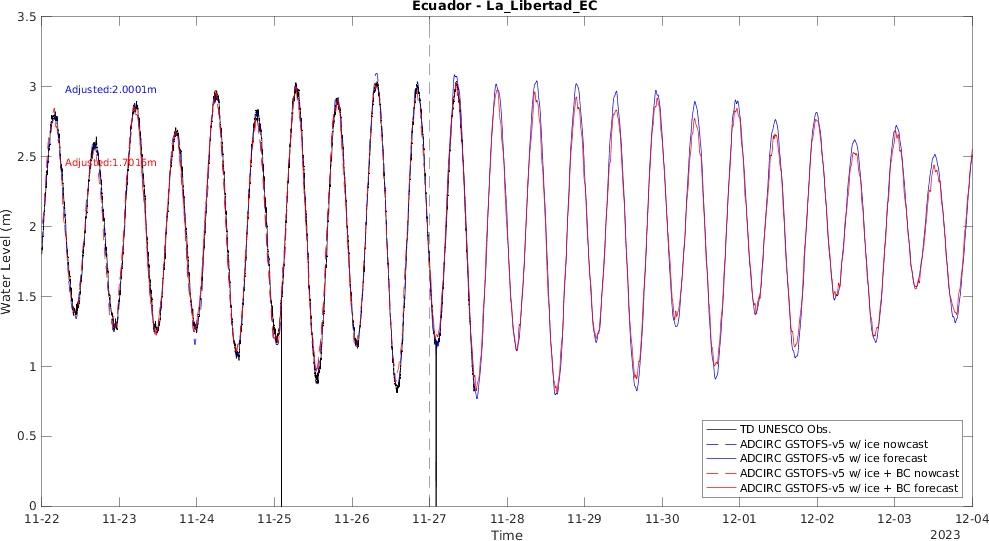 Ecuador - La_Libertad_EC
3.5
3
2.5
2
1.5
1
0.5
0
Water Level (m)
Adjusted:2.0001m
Adjusted:1.7016m
TD UNESCO Obs.
ADCIRC GSTOFS-v5 w/ ice nowcast
ADCIRC GSTOFS-v5 w/ ice forecast
ADCIRC GSTOFS-v5 w/ ice + BC nowcast
ADCIRC GSTOFS-v5 w/ ice + BC forecast
11-22 11-23 11-24 11-25 11-26 11-27 11-28 11-29 11-30 12-01 12-02 12-03 12-04
Time
2023